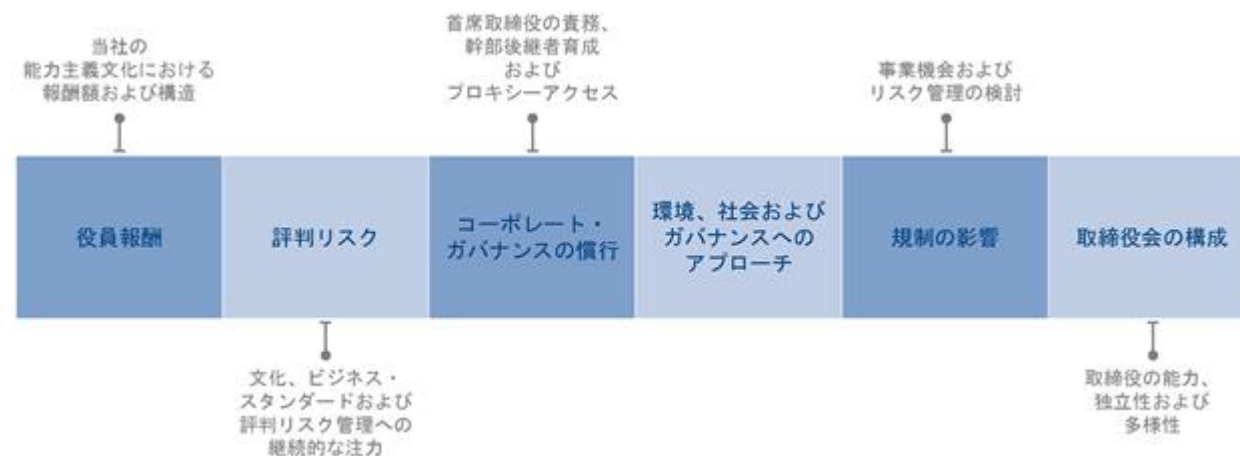 当社の
能力主義文化における
報酬額および構造
首席取締役の責務、
幹部後継者育成
および
プロキシーアクセス
事業機会および
リスク管理の検討
役員報酬
評判リスク
コーポレート・
ガバナンスの慣行
環境、社会および
ガバナンスへの
アプローチ
規制の影響
取締役会の構成
文化、ビジネス・
スタンダードおよび
評判リスク管理への
継続的な注力
取締役の能力、
独立性および
多様性